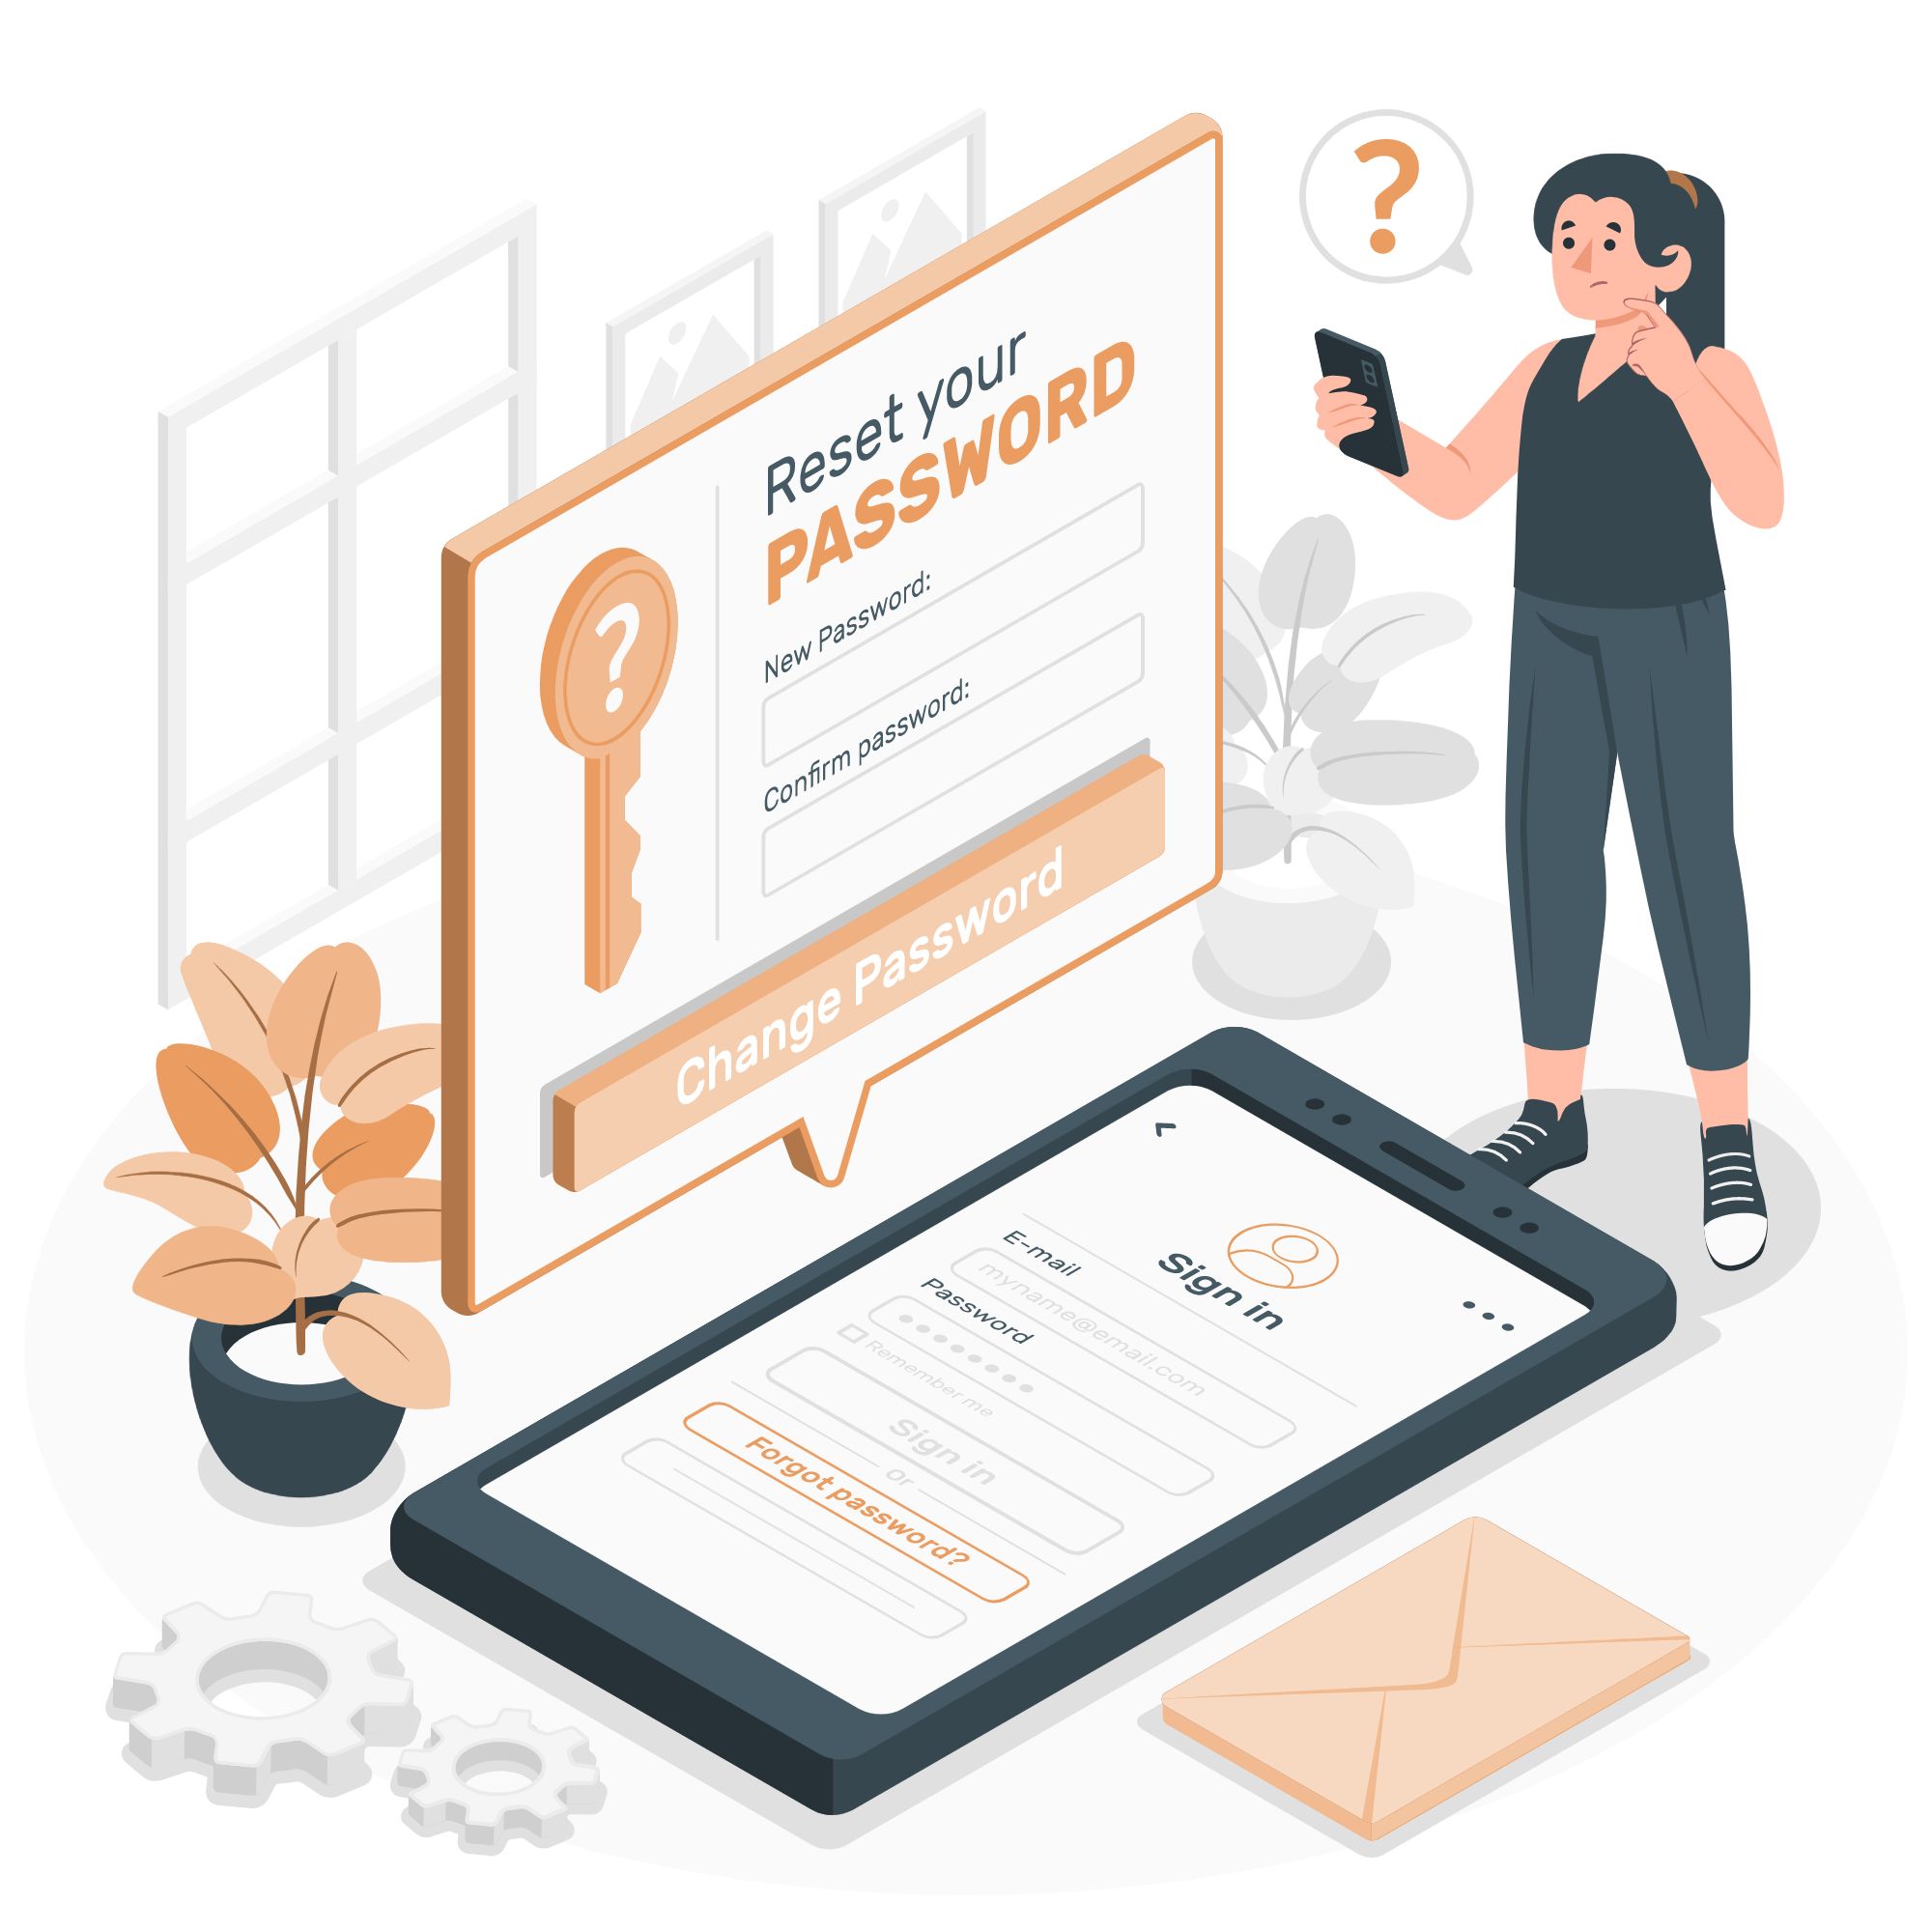 ?
Reset your
PASSWORD
?
New Password:
Confirm password:
Change Password
Sign in
E-mail
myname@email.com
Password
Remember me
Sign in
Or
Forgot password?